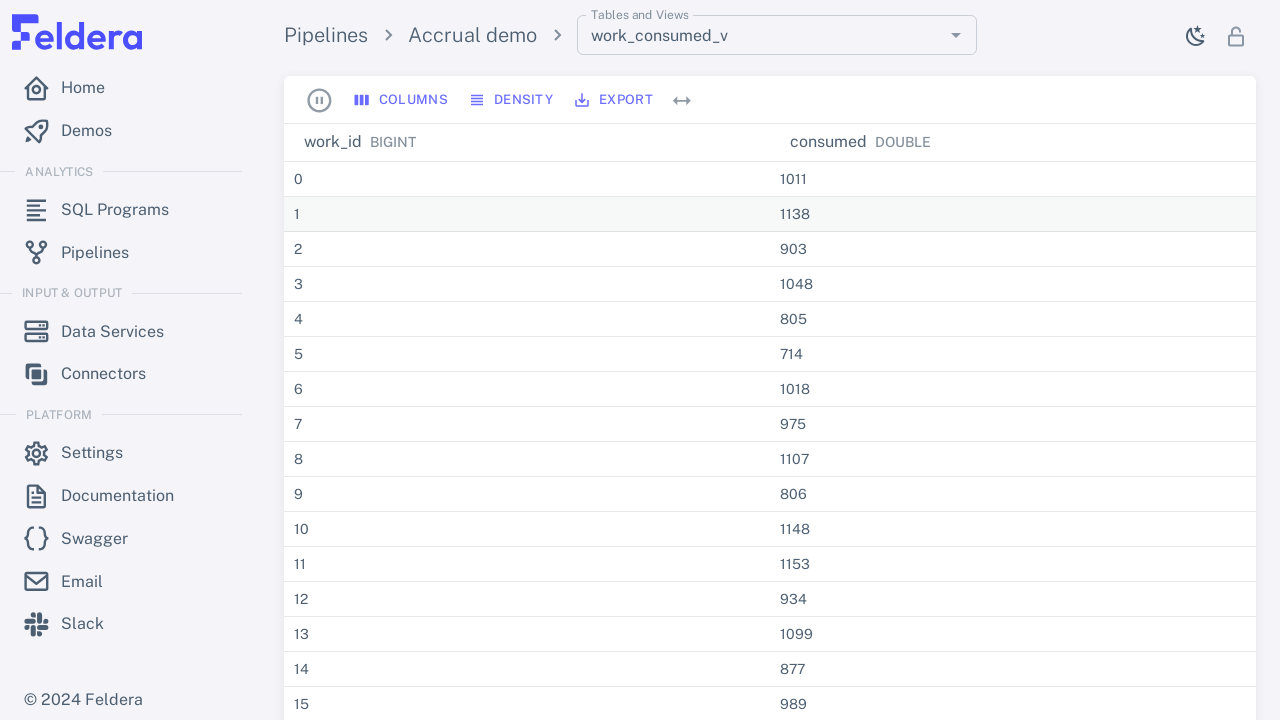 Feldera
Home
Demos
ANALYTICS
SQL Programs
Pipelines
INPUT & OUTPUT
Data Services
Connectors
PLATFORM
Settings
Documentation
Swagger
Email
Slack
© 2024 Feldera
Pipelines > Accrual demo >
Tables and Views
work_consumed_v
COLUMNS DENSITY EXPORT
work_id BIGINT consumed DOUBLE
0 1011
1 1138
2 903
3 1048
4 805
5 714
6 1018
7 975
8 1107
9 806
10 1148
11 1153
12 934
13 1099
14 877
15 989